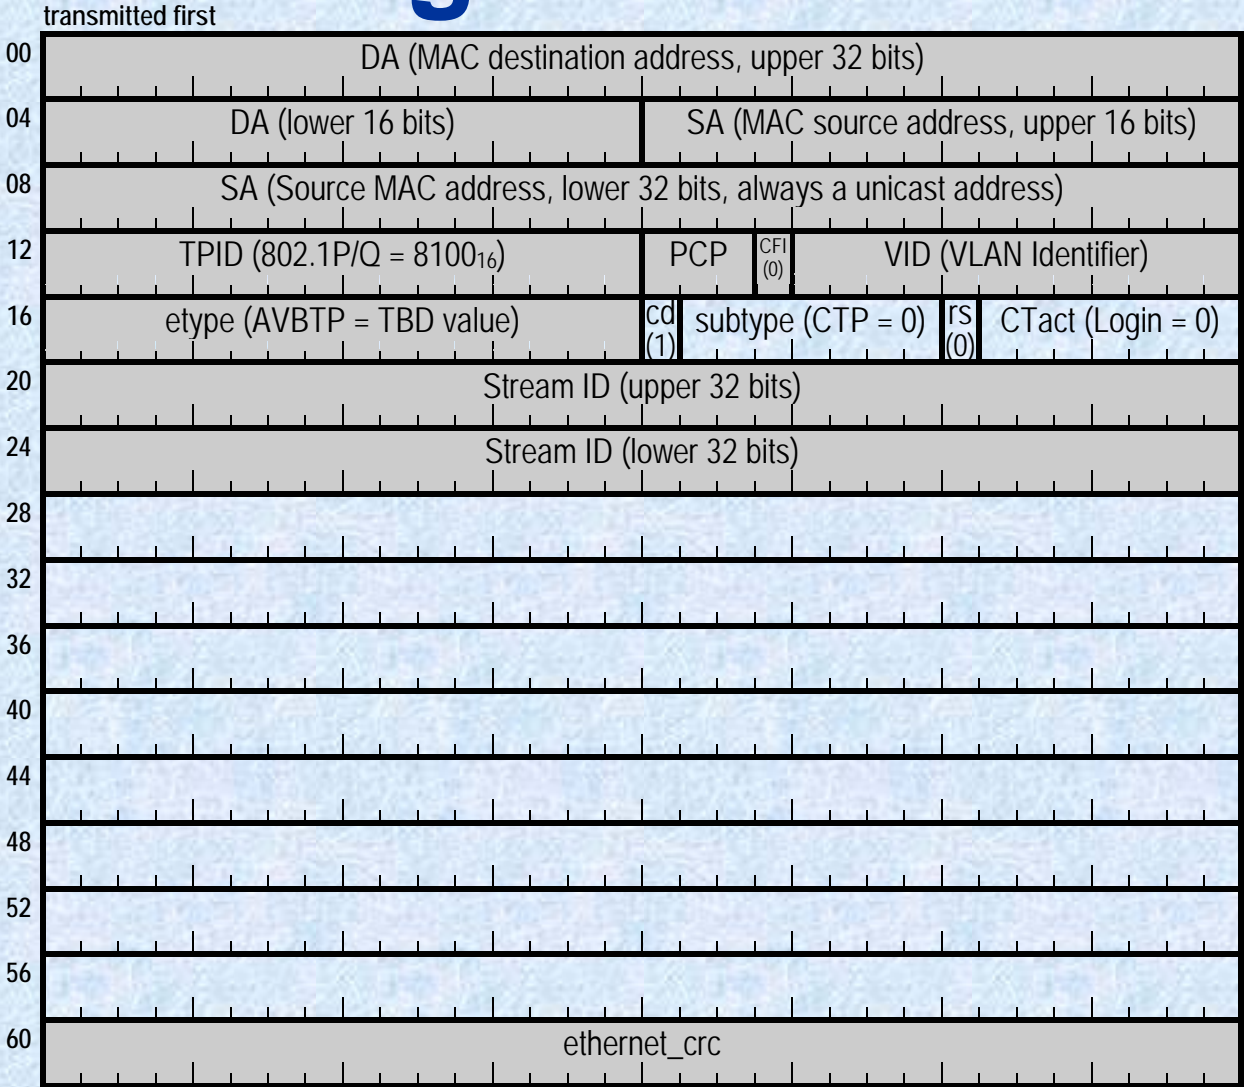 transmitted first
00 DA (MAC destination address, upper 32 bits)
04 DA (lower 16 bits) SA (MAC source address, upper 16 bits)
08 SA (Source MAC address, lower 32 bits, always a unicast address)
12 TPID (802.1P/Q = 8100₁₆) PCP CFI (0) VID (VLAN Identifier)
16 etype (AVBTP = TBD value) cd (1) subtype (CTP = 0) rs (0) CTact (Login = 0)
20 Stream ID (upper 32 bits)
24 Stream ID (lower 32 bits)
28
32
36
40
44
48
52
56
60 ethernet_crc